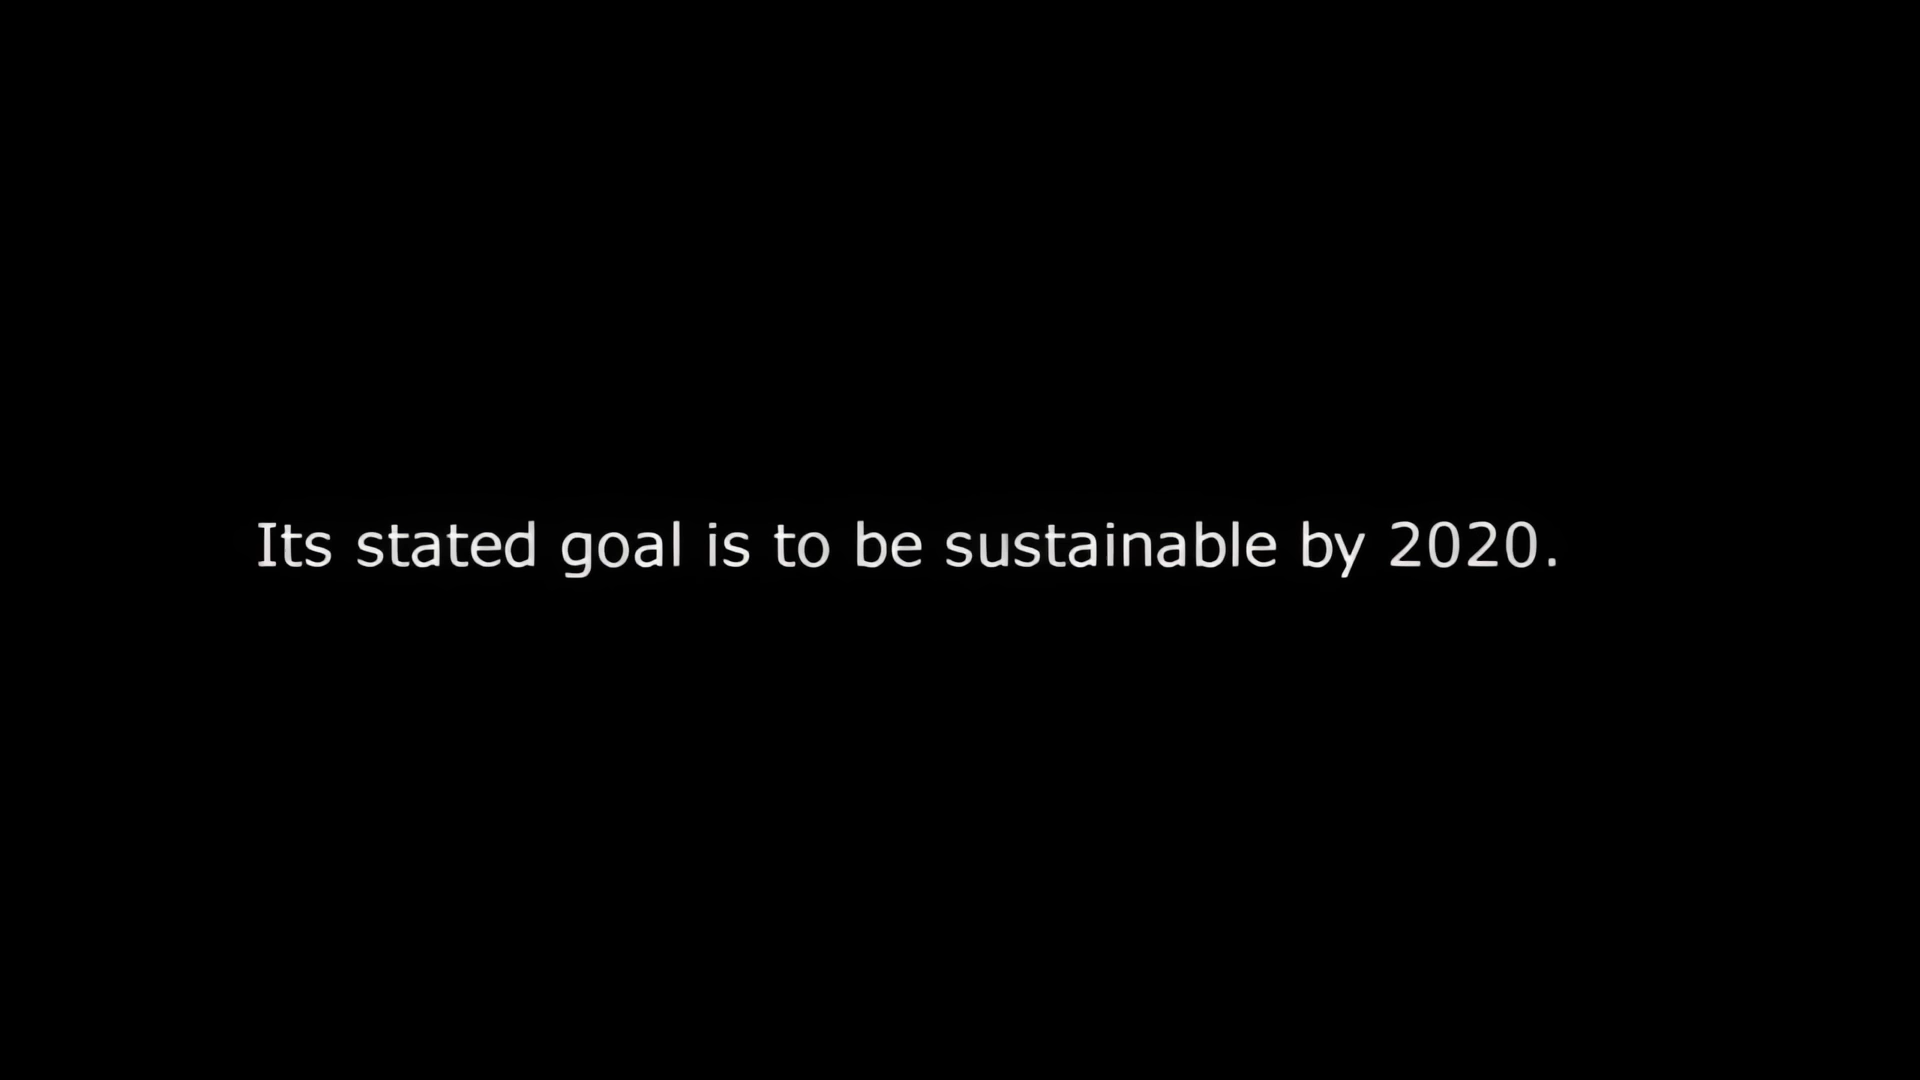 Its stated goal is to be sustainable by 2020.